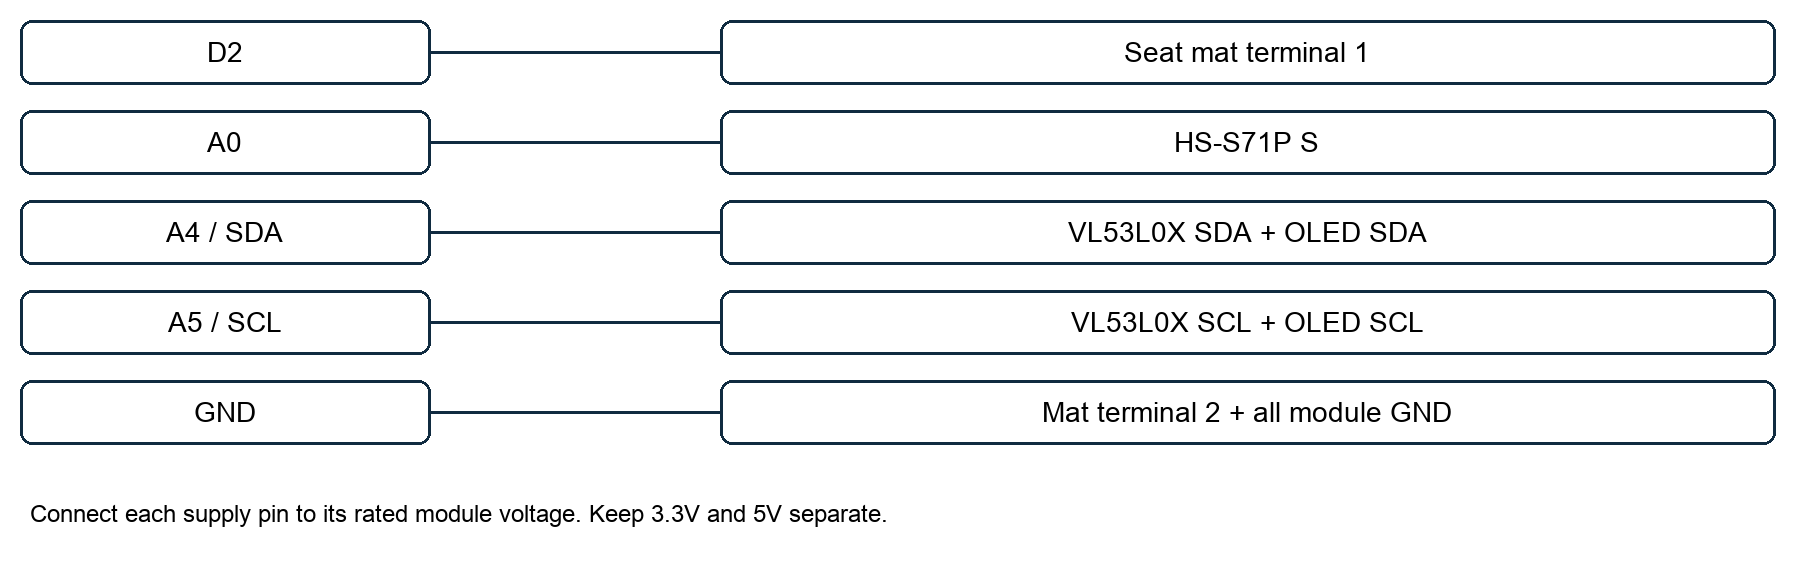 D2
Seat mat terminal 1
A0
HS-S71P S
A4 / SDA
VL53L0X SDA + OLED SDA
A5 / SCL
VL53L0X SCL + OLED SCL
GND
Mat terminal 2 + all module GND
Connect each supply pin to its rated module voltage. Keep 3.3V and 5V separate.